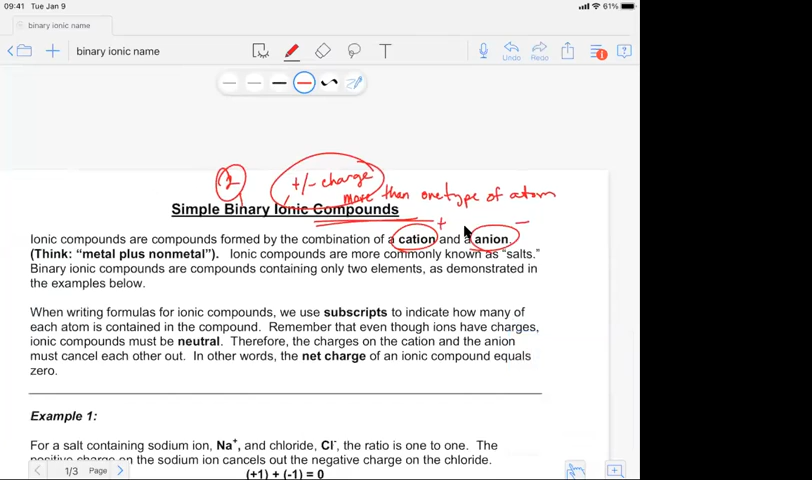 09:41 Tue Jan 9
61%
binary ionic name
binary ionic name
T
Undo
Redo
2
+/- charge
more than one type of atom
Simple Binary Ionic Compounds
+
−
Ionic compounds are compounds formed by the combination of a cation and a anion
(Think: “metal plus nonmetal”). Ionic compounds are more commonly known as “salts.”
Binary ionic compounds are compounds containing only two elements, as demonstrated in
the examples below.
When writing formulas for ionic compounds, we use subscripts to indicate how many of
each atom is contained in the compound. Remember that even though ions have charges,
ionic compounds must be neutral. Therefore, the charges on the cation and the anion
must cancel each other out. In other words, the net charge of an ionic compound equals
zero.
Example 1:
For a salt containing sodium ion, Na⁺, and chloride, Cl⁻, the ratio is one to one. The
positive charge on the sodium ion cancels out the negative charge on the chloride.
1/3 Page
(+1) + (-1) = 0